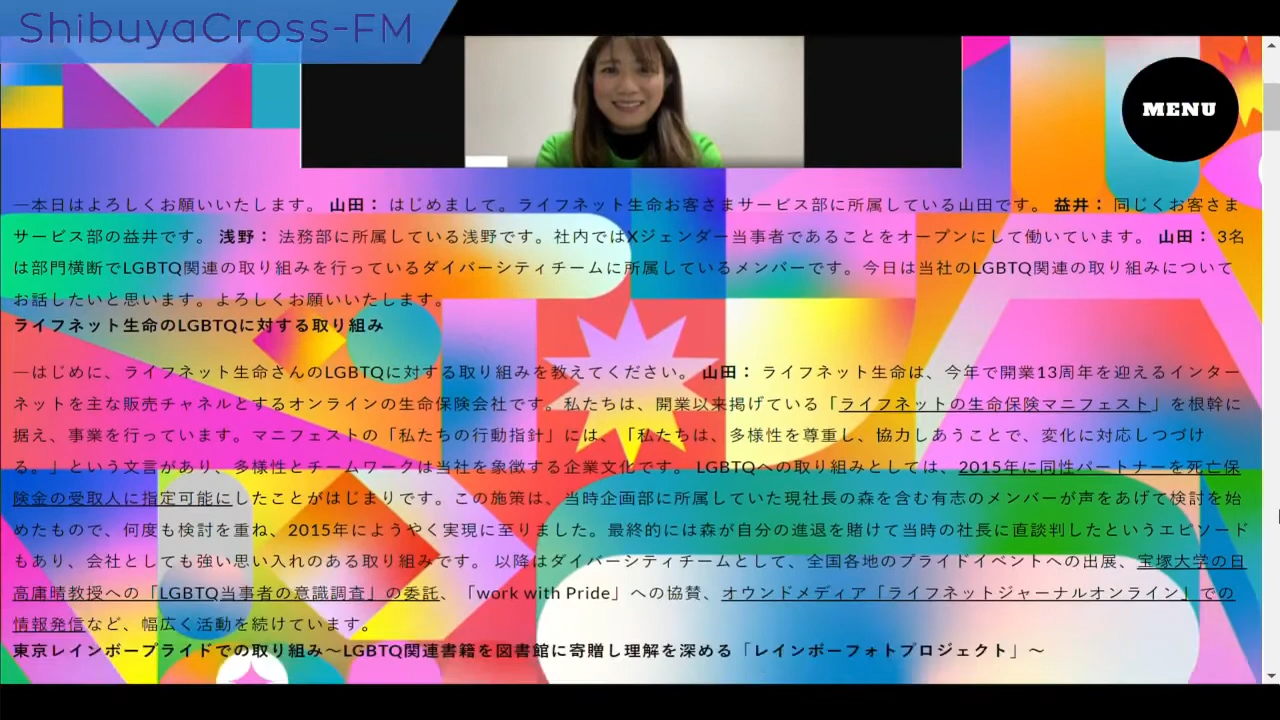 ShibuyaCross-FM
MENU
―本日はよろしくお願いいたします。 山田： はじめまして。ライフネット生命お客さまサービス部に所属している山田です。 益井： 同じくお客さま
サービス部の益井です。 浅野： 法務部に所属している浅野です。社内ではXジェンダー当事者であることをオープンにして働いています。 山田： 3名
は部門横断でLGBTQ関連の取り組みを行っているダイバーシティチームに所属しているメンバーです。今日は当社のLGBTQ関連の取り組みについて
お話したいと思います。よろしくお願いいたします。
ライフネット生命のLGBTQに対する取り組み
―はじめに、ライフネット生命さんのLGBTQに対する取り組みを教えてください。 山田： ライフネット生命は、今年で開業13周年を迎えるインター
ネットを主な販売チャネルとするオンラインの生命保険会社です。私たちは、開業以来掲げている「ライフネットの生命保険マニフェスト」を根幹に
据え、事業を行っています。マニフェストの「私たちの行動指針」には、「私たちは、多様性を尊重し、協力しあうことで、変化に対応しつづけ
る。」という文言があり、多様性とチームワークは当社を象徴する企業文化です。 LGBTQへの取り組みとしては、2015年に同性パートナーを死亡保
険金の受取人に指定可能にしたことがはじまりです。この施策は、当時企画部に所属していた現社長の森を含む有志のメンバーが声をあげて検討を始
めたもので、何度も検討を重ね、2015年にようやく実現に至りました。最終的には森が自分の進退を賭けて当時の社長に直談判したというエピソード
もあり、会社としても強い思い入れのある取り組みです。 以降はダイバーシティチームとして、全国各地のプライドイベントへの出展、宝塚大学の日
高庸晴教授への「LGBTQ当事者の意識調査」の委託、「work with Pride」への協賛、オウンドメディア「ライフネットジャーナルオンライン」での
情報発信など、幅広く活動を続けています。
東京レインボープライドでの取り組み～LGBTQ関連書籍を図書館に寄贈し理解を深める「レインボーフォトプロジェクト」～